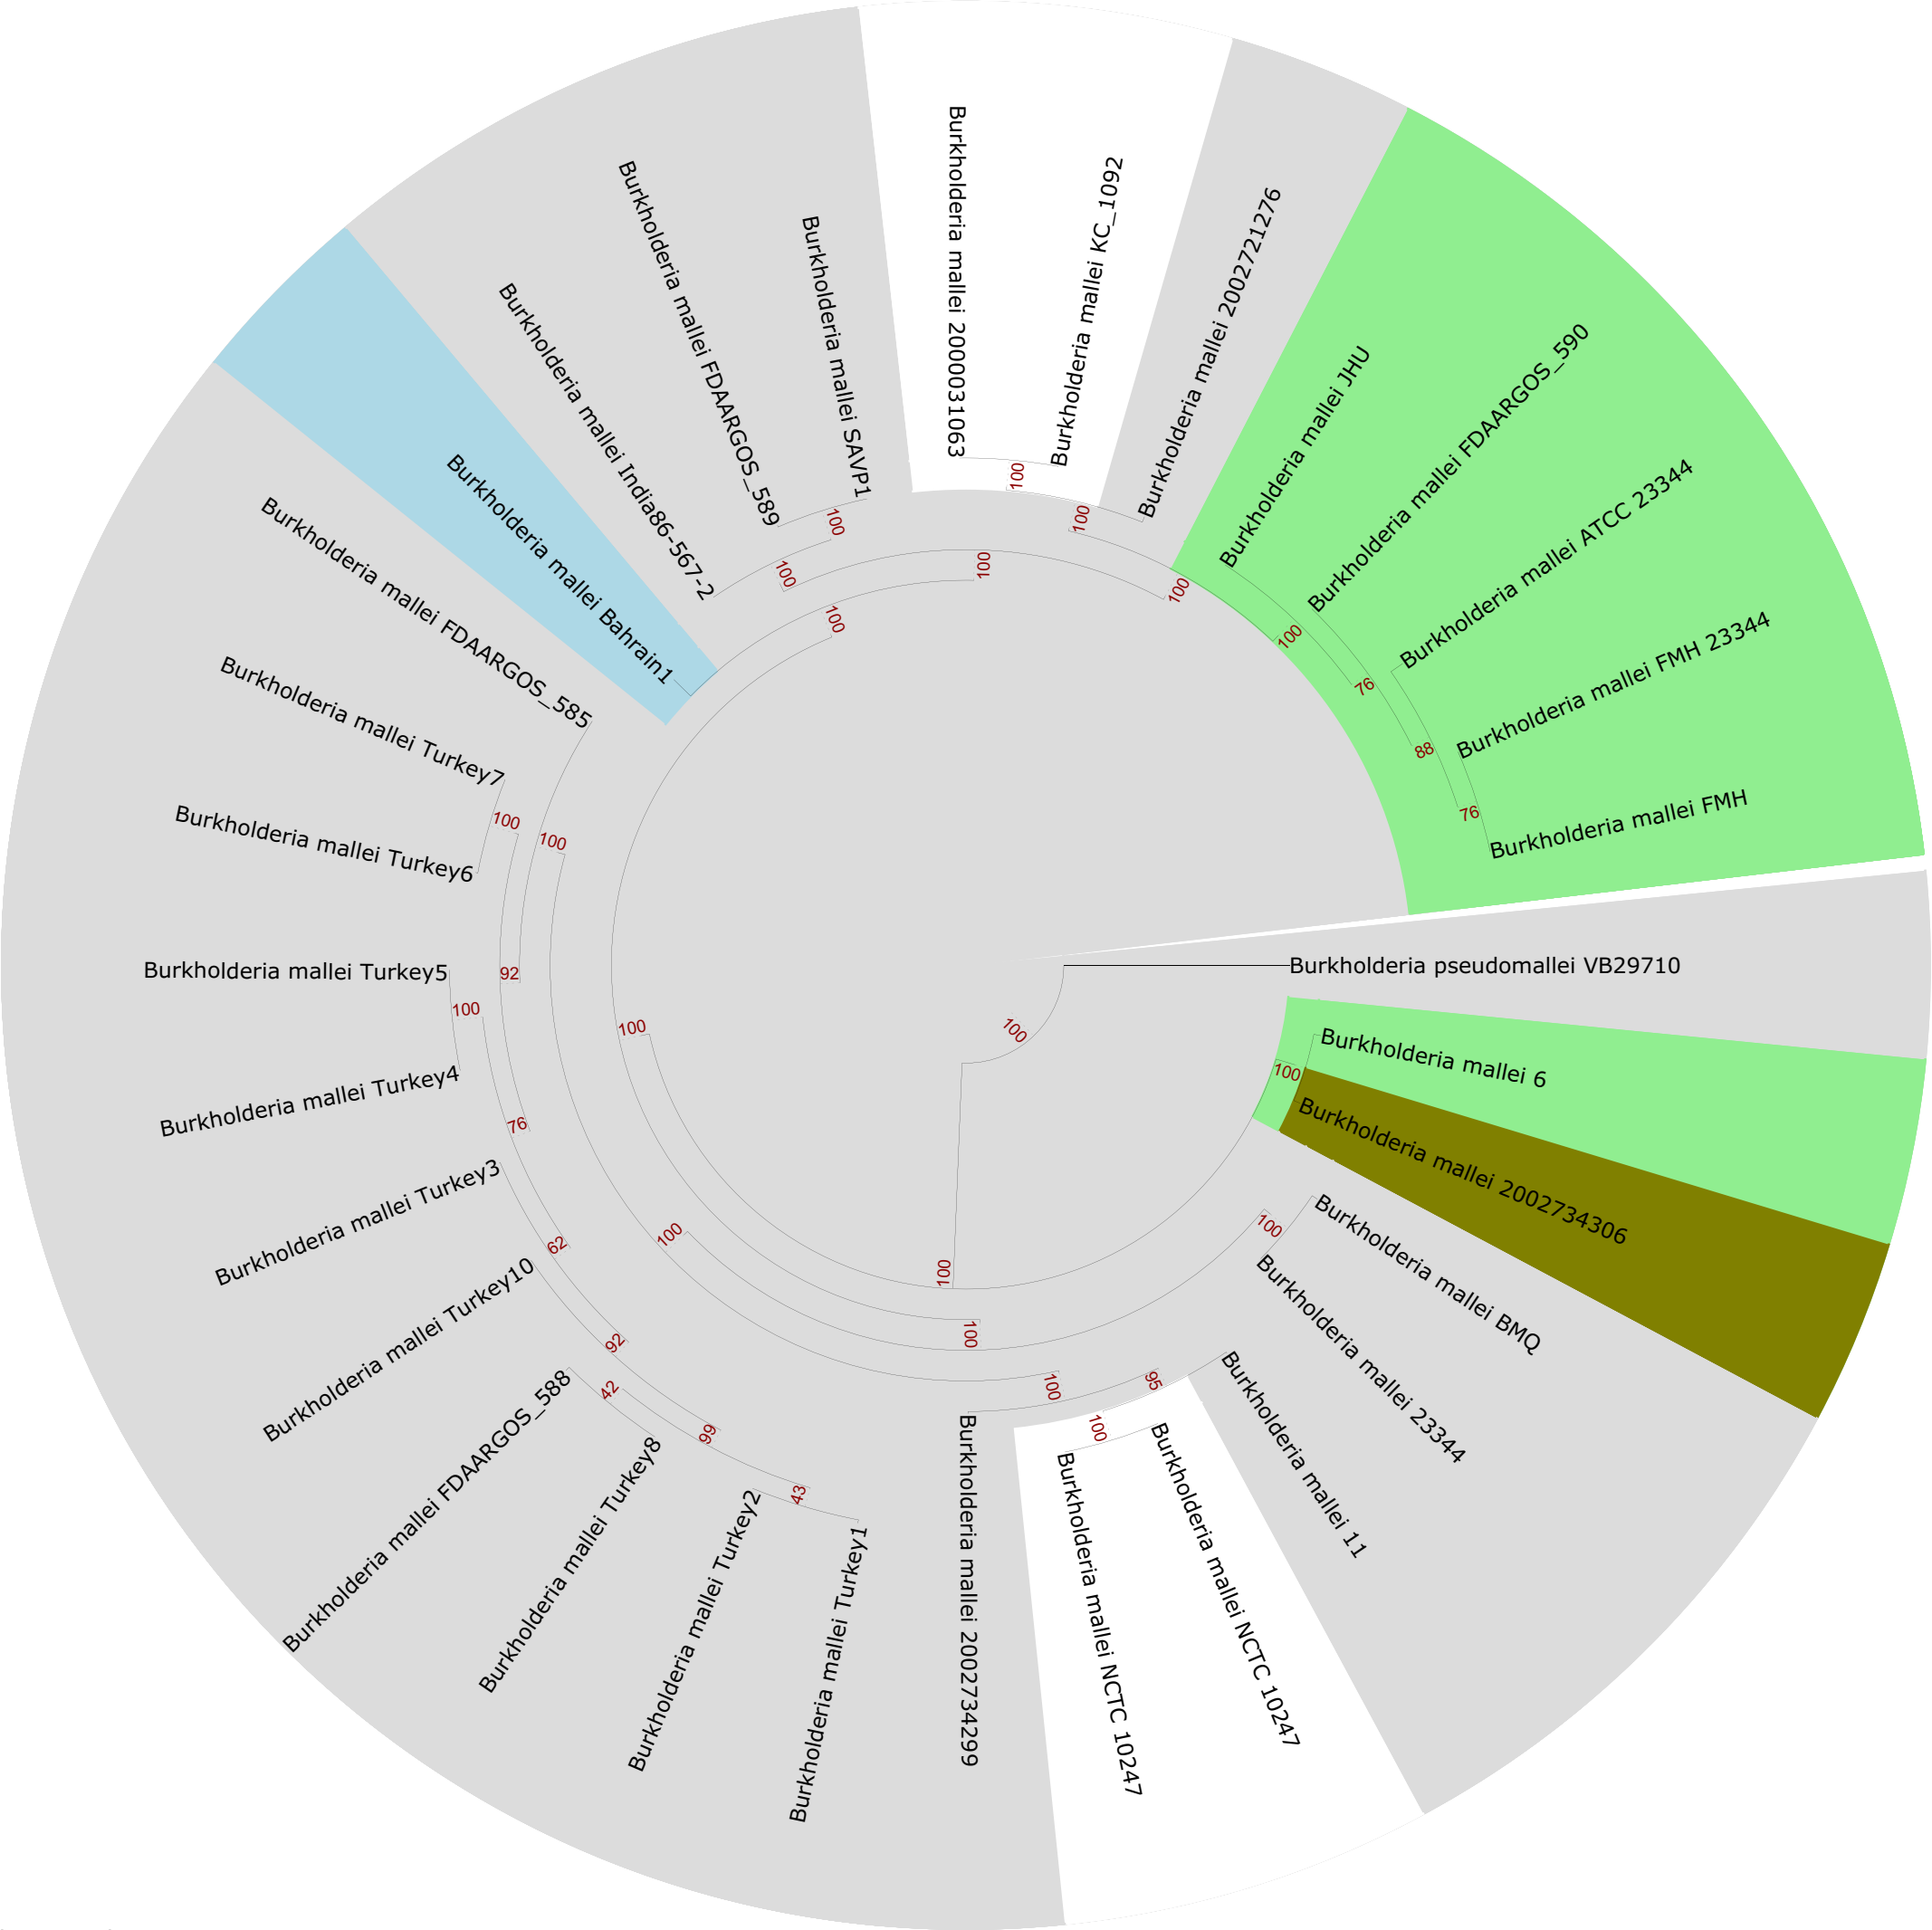 Burkholderia mallei 2000031063
Burkholderia mallei KC_1092
100
Burkholderia mallei 2002721276
100
Burkholderia mallei JHU
Burkholderia mallei FDAARGOS_590
Burkholderia mallei ATCC 23344
Burkholderia mallei FMH 23344
Burkholderia mallei FMH
76
88
76
100
100
Burkholderia mallei SAVP1
Burkholderia mallei FDAARGOS_589
100
Burkholderia mallei India86-567-2
100
100
Burkholderia mallei Bahrain1
100
Burkholderia mallei FDAARGOS_585
Burkholderia mallei Turkey7
Burkholderia mallei Turkey6
100
100
92
Burkholderia mallei Turkey5
Burkholderia mallei Turkey4
100
76
Burkholderia mallei Turkey3
62
Burkholderia mallei Turkey10
92
Burkholderia mallei FDAARGOS_588
Burkholderia mallei Turkey8
42
99
Burkholderia mallei Turkey2
Burkholderia mallei Turkey1
43
Burkholderia mallei 2002734299
100
Burkholderia mallei NCTC 10247
Burkholderia mallei NCTC 10247
100
95
Burkholderia mallei 11
100
Burkholderia mallei 23344
Burkholderia mallei BMQ
100
100
100
100
Burkholderia mallei 2002734306
Burkholderia mallei 6
100
100
Burkholderia pseudomallei VB29710